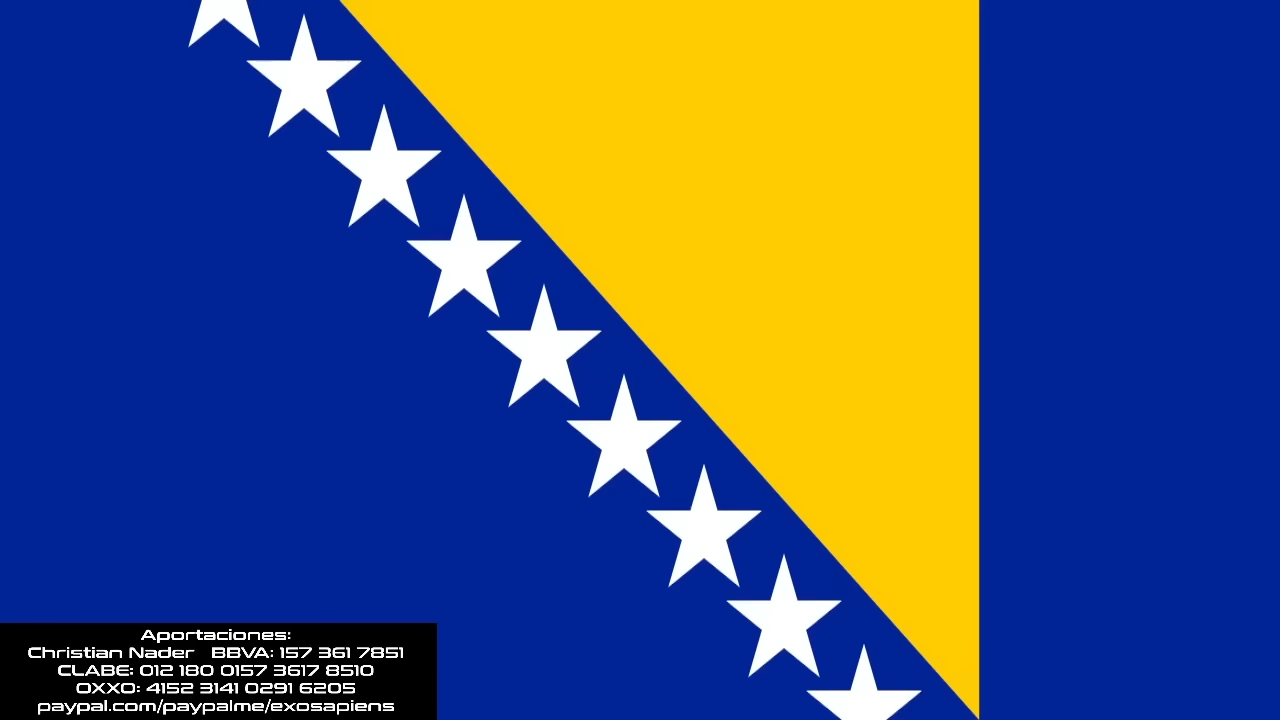 Aportaciones:
Christian Nader BBVA: 157 361 7851
CLABE: 012 180 0157 3617 8510
OXXO: 4152 3141 0291 6205
paypal.com/paypalme/exosapiens